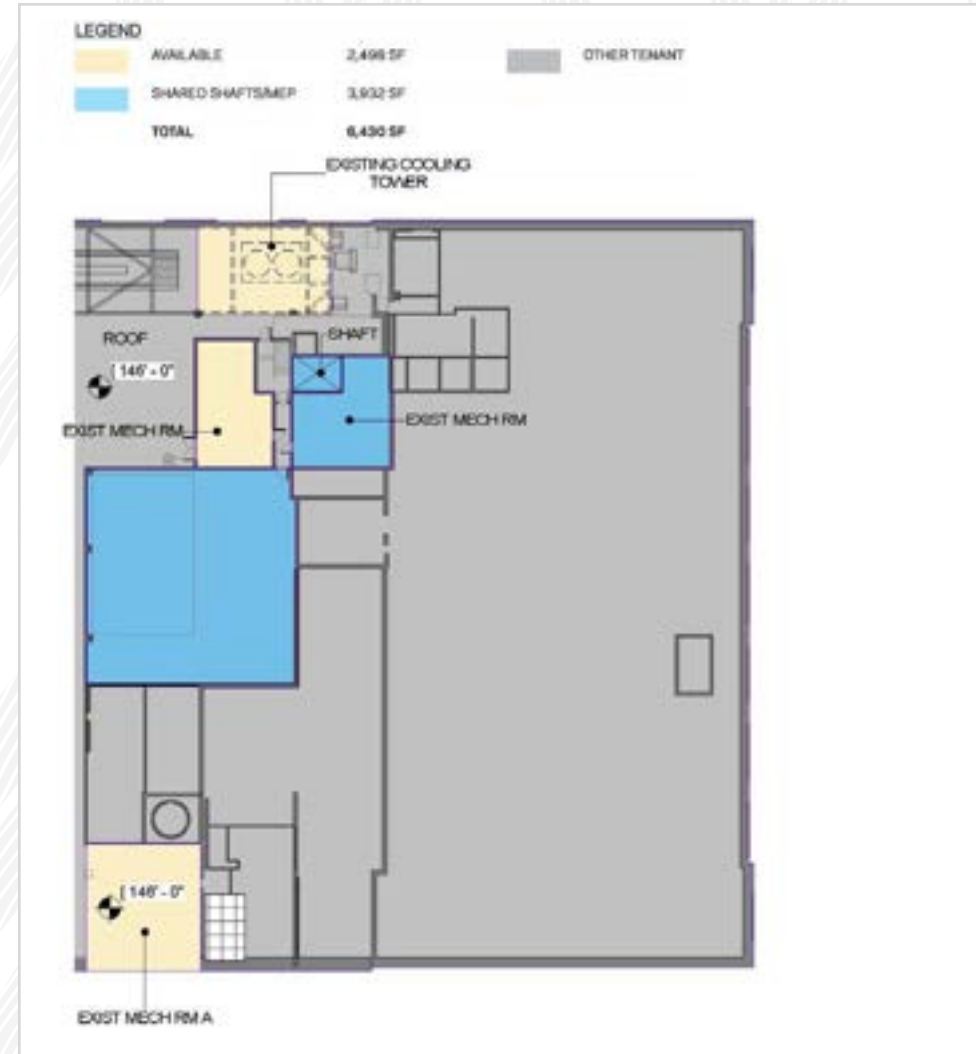 LEGEND
AVAILABLE 2,498 SF OTHER TENANT
SHARED SHAFTS/MEP 3,932 SF
TOTAL 6,430 SF
EXISTING COOLING
TOWER
ROOF
SHAFT
[ 146' - 0"
EXIST MECH RM
EXIST MECH RM
[ 146' - 0"
EXIST MECH RM A